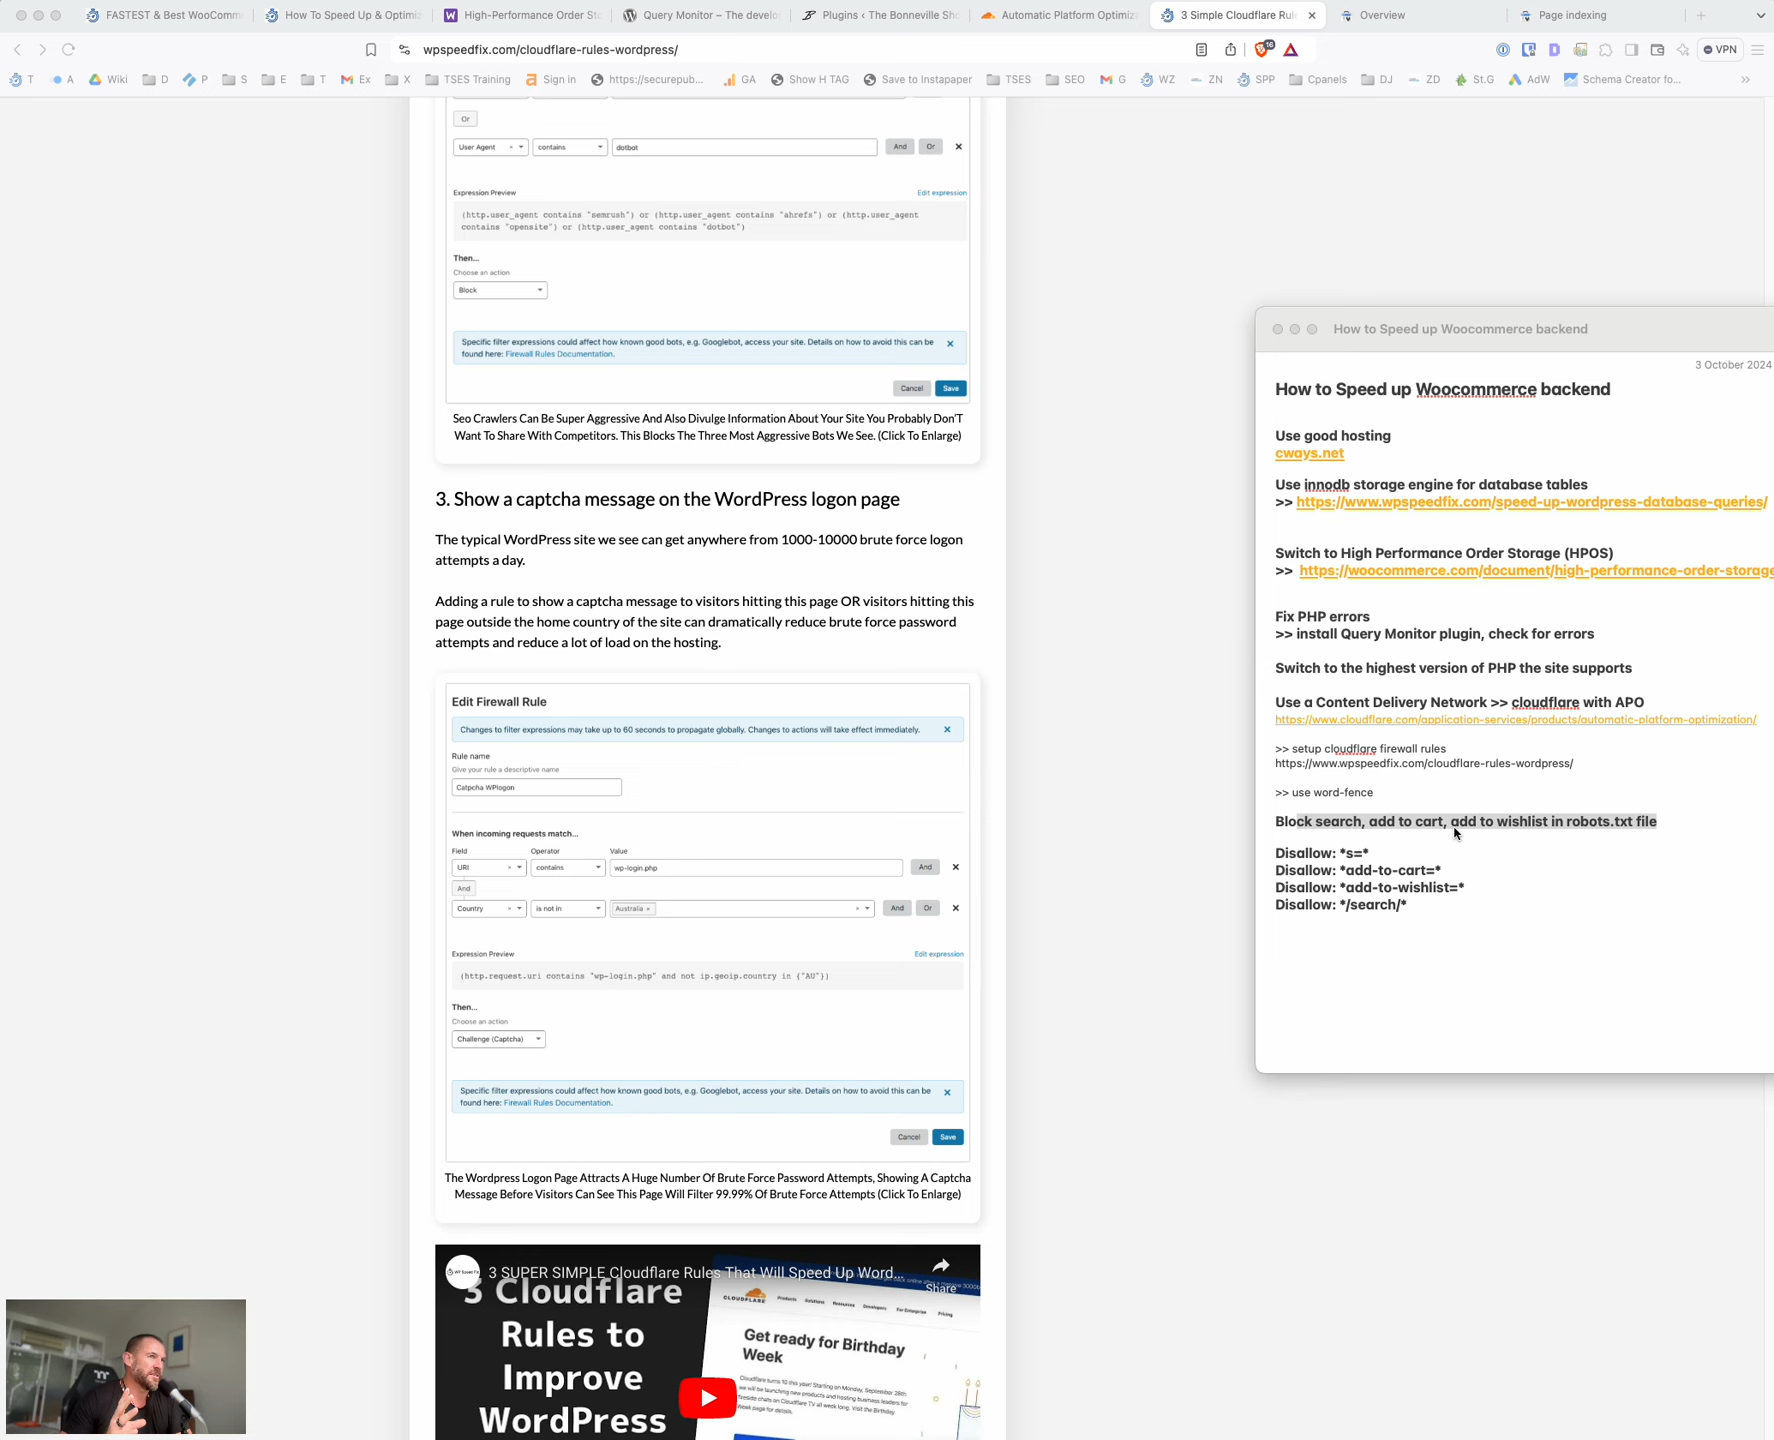 FASTEST & Best WooComm
How To Speed Up & Optimiz
High-Performance Order Sto
Query Monitor – The develo
Plugins ‹ The Bonneville Sho
Automatic Platform Optimiza
3 Simple Cloudflare Rul
Overview
Page indexing
wpspeedfix.com/cloudflare-rules-wordpress/
16
VPN
T
A
Wiki
D
P
S
E
T
Ex
X
TSES Training
Sign in
https://securepub...
GA
Show H TAG
Save to Instapaper
TSES
SEO
G
WZ
ZN
SPP
Cpanels
DJ
ZD
St.G
AdW
Schema Creator fo...
Or
User Agent
contains
dotbot
And
Or
Expression Preview
Edit expression
(http.user_agent contains "semrush") or (http.user_agent contains "ahrefs") or (http.user_agent
contains "opensite") or (http.user_agent contains "dotbot")
Then...
Choose an action
Block
Specific filter expressions could affect how known good bots, e.g. Googlebot, access your site. Details on how to avoid this can be
found here: Firewall Rules Documentation.
Cancel
Save
Seo Crawlers Can Be Super Aggressive And Also Divulge Information About Your Site You Probably Don'T
Want To Share With Competitors. This Blocks The Three Most Aggressive Bots We See. (Click To Enlarge)
3. Show a captcha message on the WordPress logon page
The typical WordPress site we see can get anywhere from 1000-10000 brute force logon
attempts a day.
Adding a rule to show a captcha message to visitors hitting this page OR visitors hitting this
page outside the home country of the site can dramatically reduce brute force password
attempts and reduce a lot of load on the hosting.
Edit Firewall Rule
Changes to filter expressions may take up to 60 seconds to propagate globally. Changes to actions will take effect immediately.
Rule name
Give your rule a descriptive name
Catpcha WPlogon
When incoming requests match...
Field
Operator
Value
URI
contains
wp-login.php
And
And
Country
is not in
Australia
And
Or
Expression Preview
Edit expression
(http.request.uri contains "wp-login.php" and not ip.geoip.country in {"AU"})
Then...
Choose an action
Challenge (Captcha)
Specific filter expressions could affect how known good bots, e.g. Googlebot, access your site. Details on how to avoid this can be
found here: Firewall Rules Documentation.
Cancel
Save
The Wordpress Logon Page Attracts A Huge Number Of Brute Force Password Attempts, Showing A Captcha
Message Before Visitors Can See This Page Will Filter 99.99% Of Brute Force Attempts (Click To Enlarge)
3 SUPER SIMPLE Cloudflare Rules That Will Speed Up Word...
Share
3 Cloudflare
Rules to
Improve
WordPress
CLOUDFLARE
Products
Solutions
Resources
Developers
For Enterprise
Pricing
Get ready for Birthday
Week
How to Speed up Woocommerce backend
3 October 2024
How to Speed up Woocommerce backend
Use good hosting
cways.net
Use innodb storage engine for database tables
>> https://www.wpspeedfix.com/speed-up-wordpress-database-queries/
Switch to High Performance Order Storage (HPOS)
>> https://woocommerce.com/document/high-performance-order-storage
Fix PHP errors
>> install Query Monitor plugin, check for errors
Switch to the highest version of PHP the site supports
Use a Content Delivery Network >> cloudflare with APO
https://www.cloudflare.com/application-services/products/automatic-platform-optimization/
>> setup cloudflare firewall rules
https://www.wpspeedfix.com/cloudflare-rules-wordpress/
>> use word-fence
Block search, add to cart, add to wishlist in robots.txt file
Disallow: *s=*
Disallow: *add-to-cart=*
Disallow: *add-to-wishlist=*
Disallow: */search/*